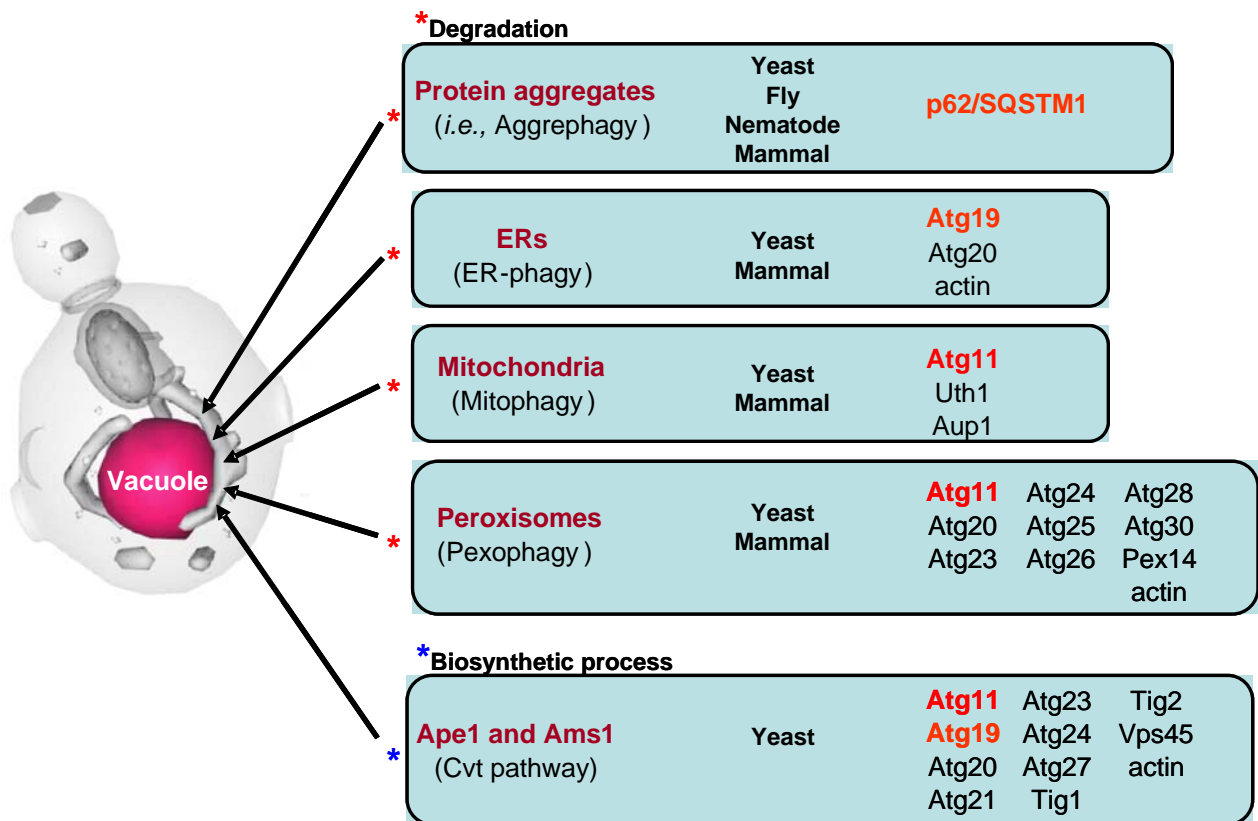 *Degradation
Protein aggregates
(i.e., Aggrephagy )
Yeast
Fly
Nematode
Mammal
p62/SQSTM1
*
ERs
(ER-phagy )
Yeast
Mammal
Atg19
Atg20
actin
*
Mitochondria
(Mitophagy )
Yeast
Mammal
Atg11
Uth1
Aup1
*
Vacuole
Peroxisomes
(Pexophagy )
Yeast
Mammal
Atg11 Atg24 Atg28
Atg20 Atg25 Atg30
Atg23 Atg26 Pex14
actin
*
*Biosynthetic process
Ape1 and Ams1
(Cvt pathway)
Yeast
Atg11 Atg23 Tig2
Atg19 Atg24 Vps45
Atg20 Atg27 actin
Atg21 Tig1
*